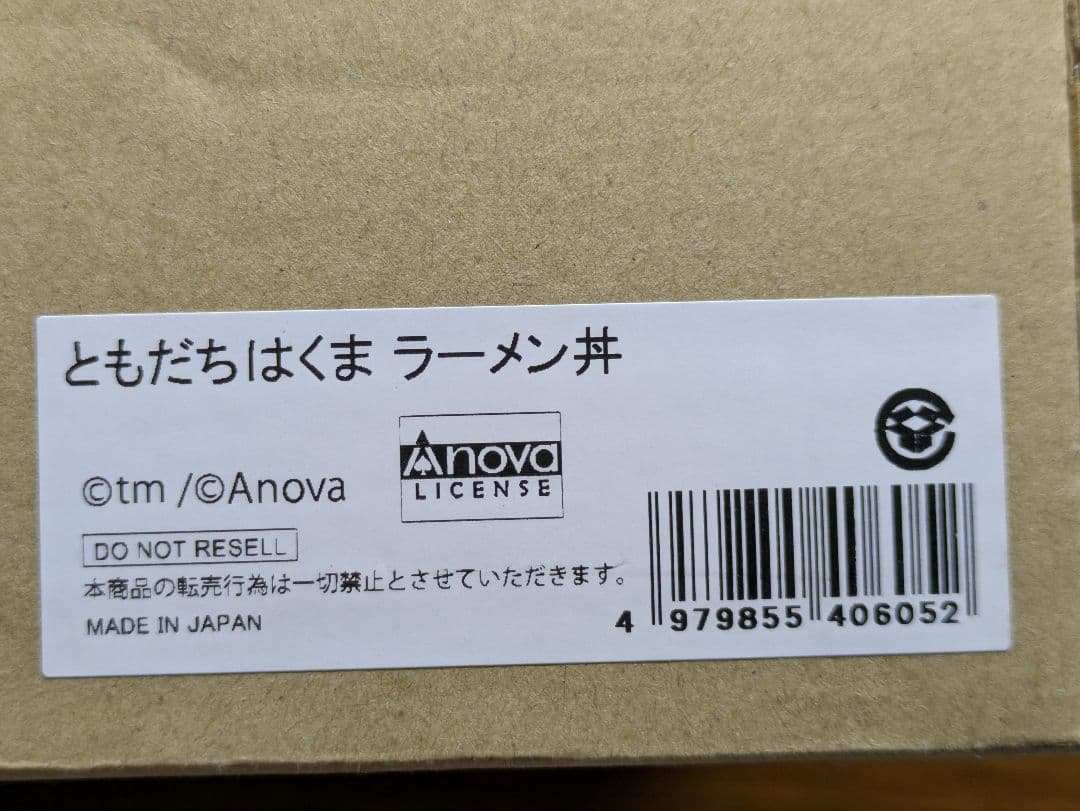 ともだちはくま ラーメン丼
Anova
LICENSE
©tm /©Anova
DO NOT RESELL
本商品の転売行為は一切禁止とさせていただきます。
MADE IN JAPAN
4 979855 406052